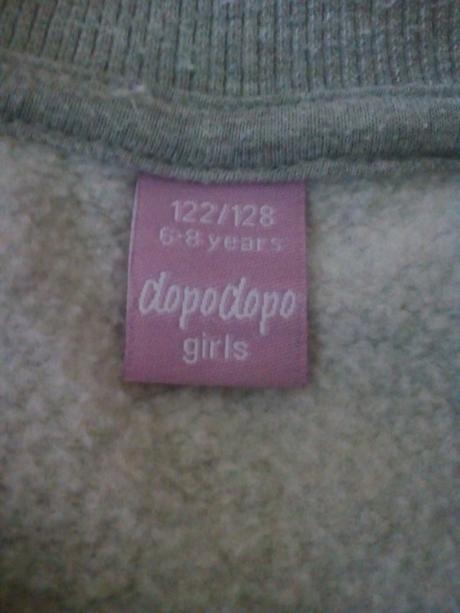 122/128
6-8 years
dopodopo
girls